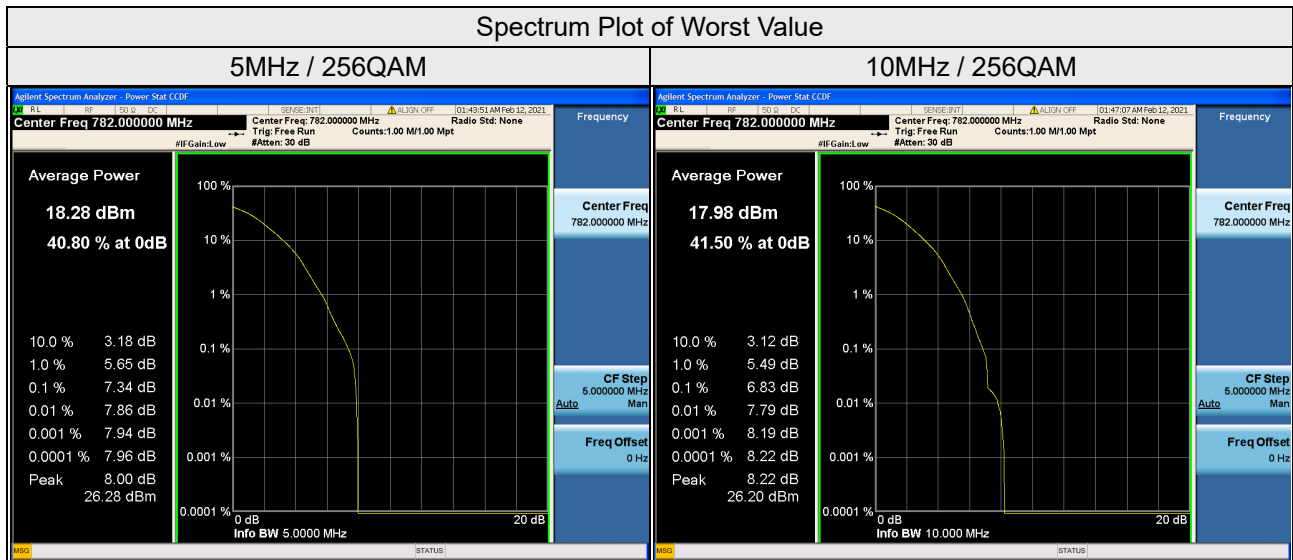 Spectrum Plot of Worst Value
5MHz / 256QAM
10MHz / 256QAM
Agilent Spectrum Analyzer - Power Stat CCDF
RL RF 50 Ω DC SENSE:INT ALIGN OFF 01:43:51 AM Feb 12, 2021
Center Freq 782.000000 MHz
Center Freq: 782.000000 MHz Radio Std: None
Trig: Free Run Counts:1.00 M/1.00 Mpt
#IFGain:Low #Atten: 30 dB
Frequency
Average Power
18.28 dBm
40.80 % at 0dB
10.0 % 3.18 dB
1.0 % 5.65 dB
0.1 % 7.34 dB
0.01 % 7.86 dB
0.001 % 7.94 dB
0.0001 % 7.96 dB
Peak 8.00 dB
26.28 dBm
100 %
10 %
1 %
0.1 %
0.01 %
0.001 %
0.0001 %
0 dB 20 dB
Info BW 5.0000 MHz
Center Freq
782.000000 MHz
CF Step
5.000000 MHz
Auto Man
Freq Offset
0 Hz
MSG STATUS
Agilent Spectrum Analyzer - Power Stat CCDF
RL RF 50 Ω DC SENSE:INT ALIGN OFF 01:47:07 AM Feb 12, 2021
Center Freq 782.000000 MHz
Center Freq: 782.000000 MHz Radio Std: None
Trig: Free Run Counts:1.00 M/1.00 Mpt
#IFGain:Low #Atten: 30 dB
Frequency
Average Power
17.98 dBm
41.50 % at 0dB
10.0 % 3.12 dB
1.0 % 5.49 dB
0.1 % 6.83 dB
0.01 % 7.79 dB
0.001 % 8.19 dB
0.0001 % 8.22 dB
Peak 8.22 dB
26.20 dBm
100 %
10 %
1 %
0.1 %
0.01 %
0.001 %
0.0001 %
0 dB 20 dB
Info BW 10.000 MHz
Center Freq
782.000000 MHz
CF Step
5.000000 MHz
Auto Man
Freq Offset
0 Hz
MSG STATUS